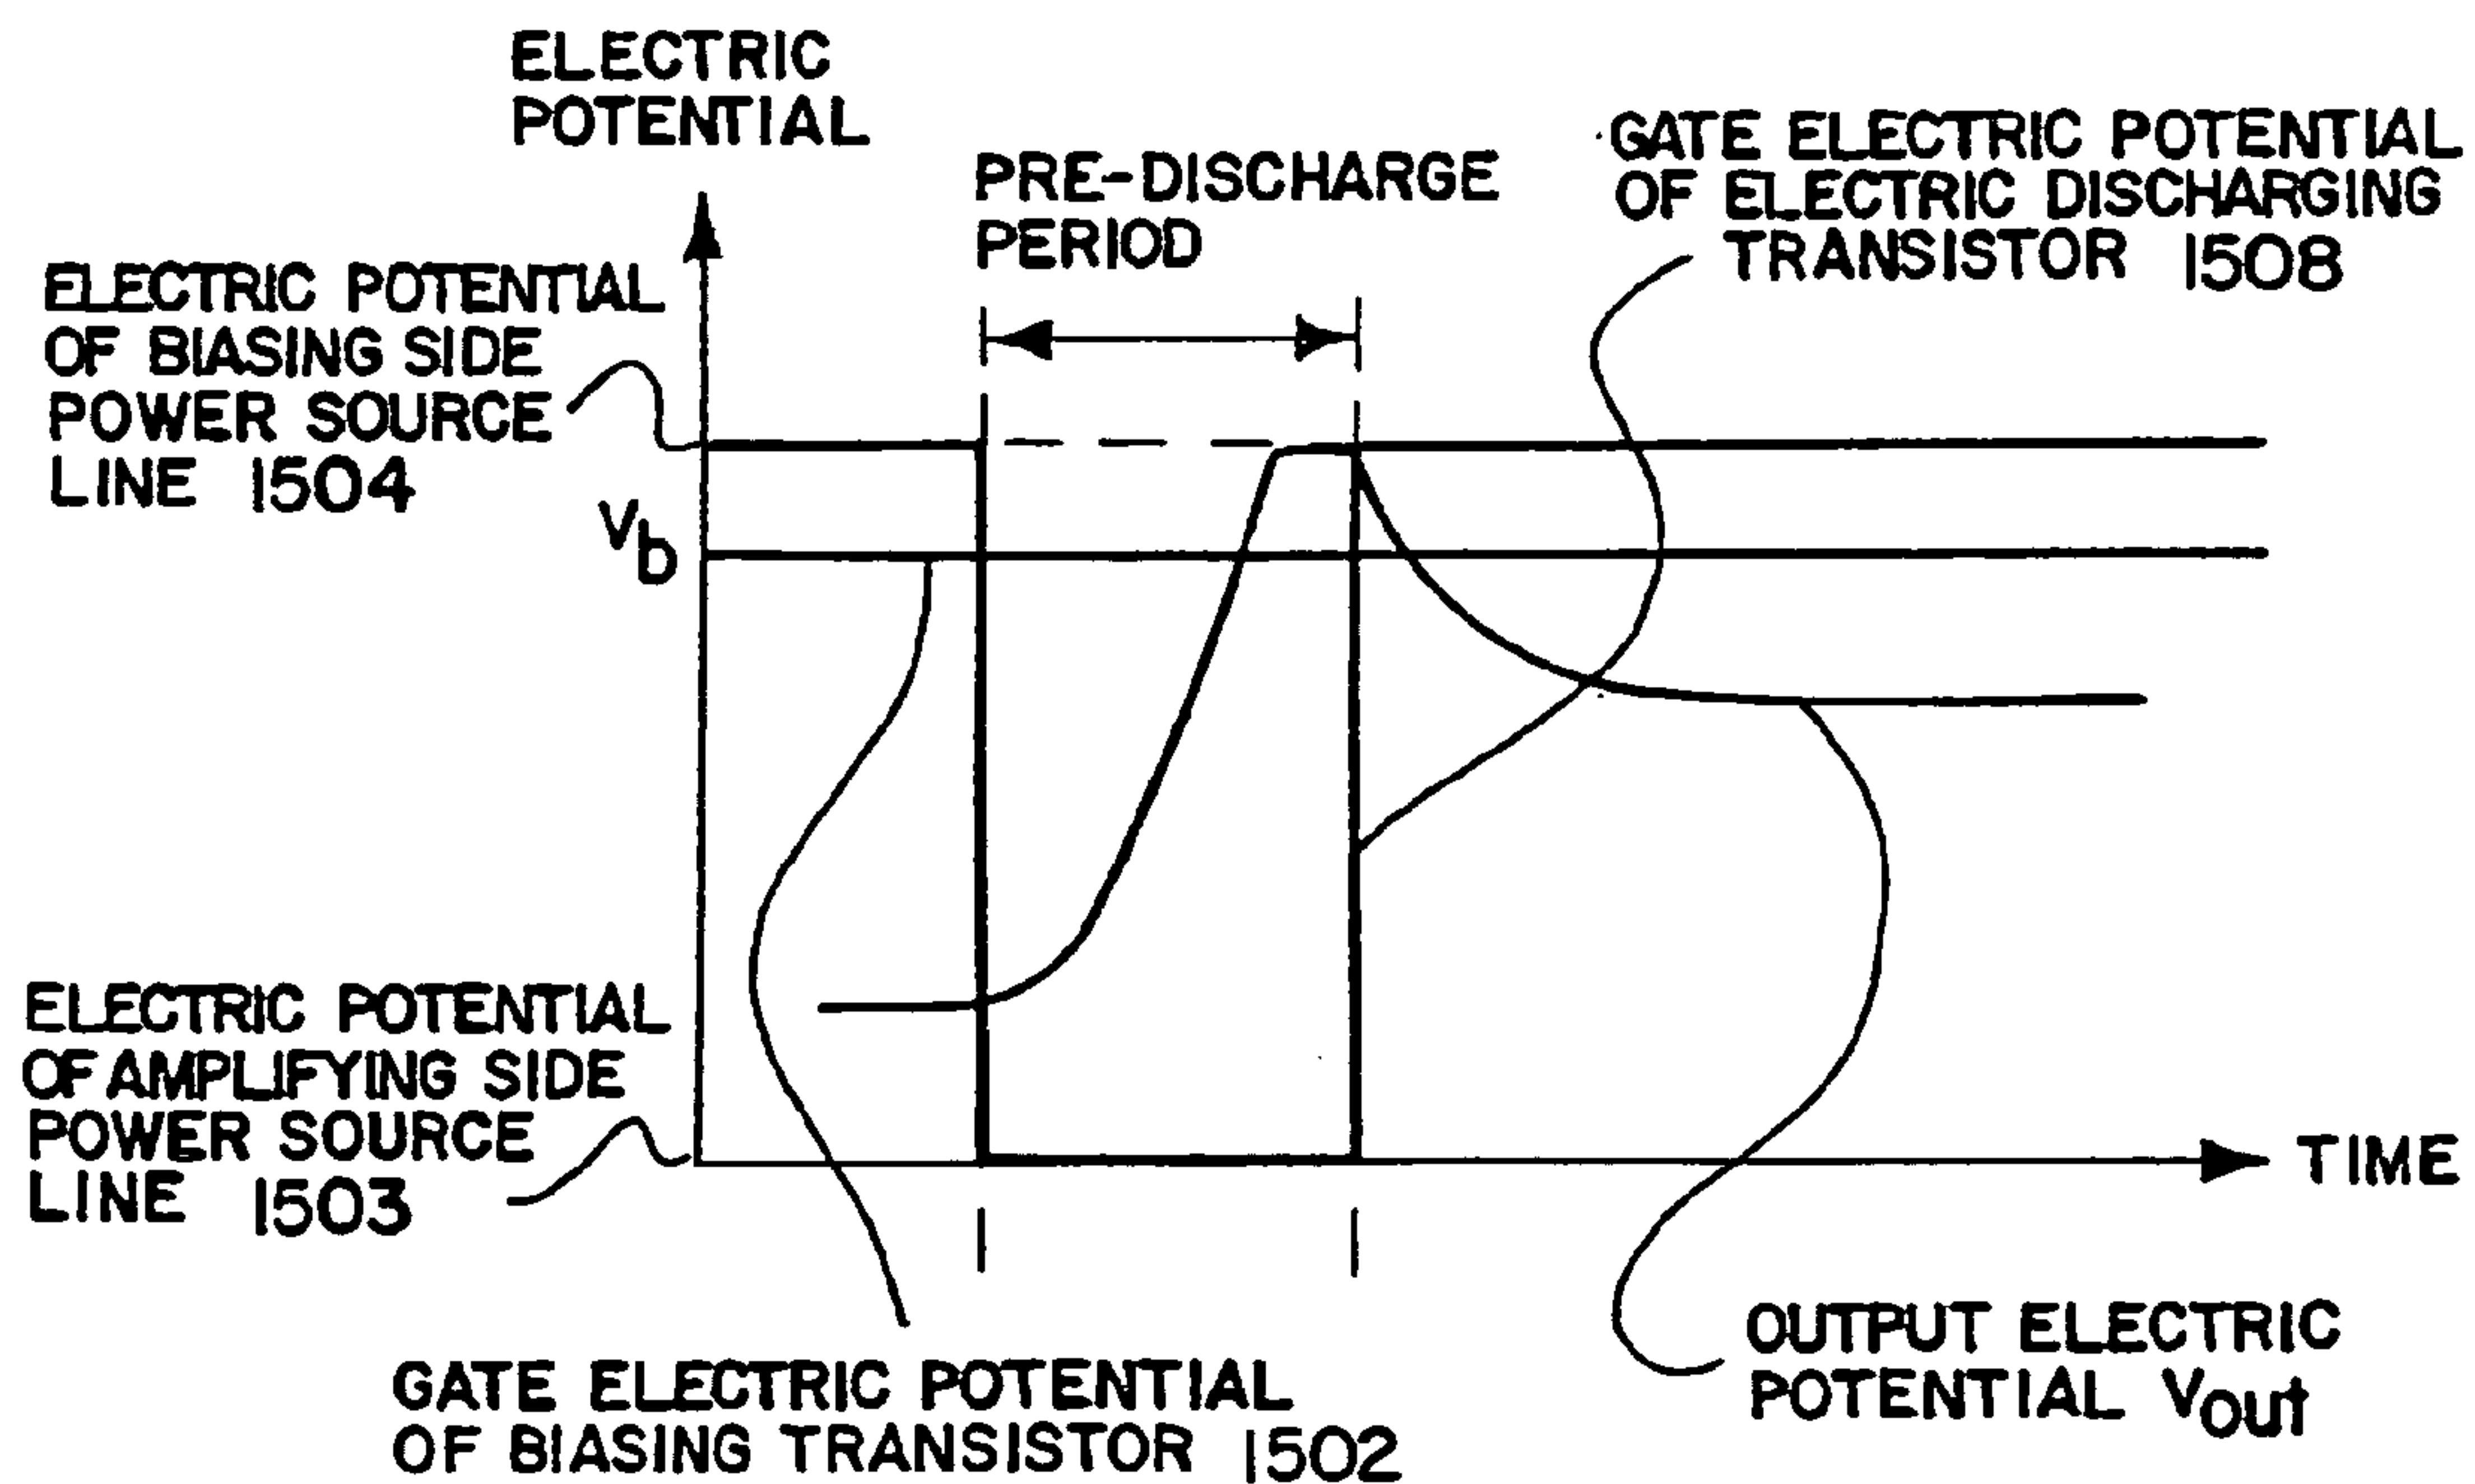 ELECTRIC
POTENTIAL
PRE-DISCHARGE
PERIOD
GATE ELECTRIC POTENTIAL
OF ELECTRIC DISCHARGING
TRANSISTOR 1508
ELECTRIC POTENTIAL
OF BIASING SIDE
POWER SOURCE
LINE 1504
Vb
ELECTRIC POTENTIAL
OF AMPLIFYING SIDE
POWER SOURCE
LINE 1503
TIME
GATE ELECTRIC POTENTIAL
OF BIASING TRANSISTOR 1502
OUTPUT ELECTRIC
POTENTIAL Vout